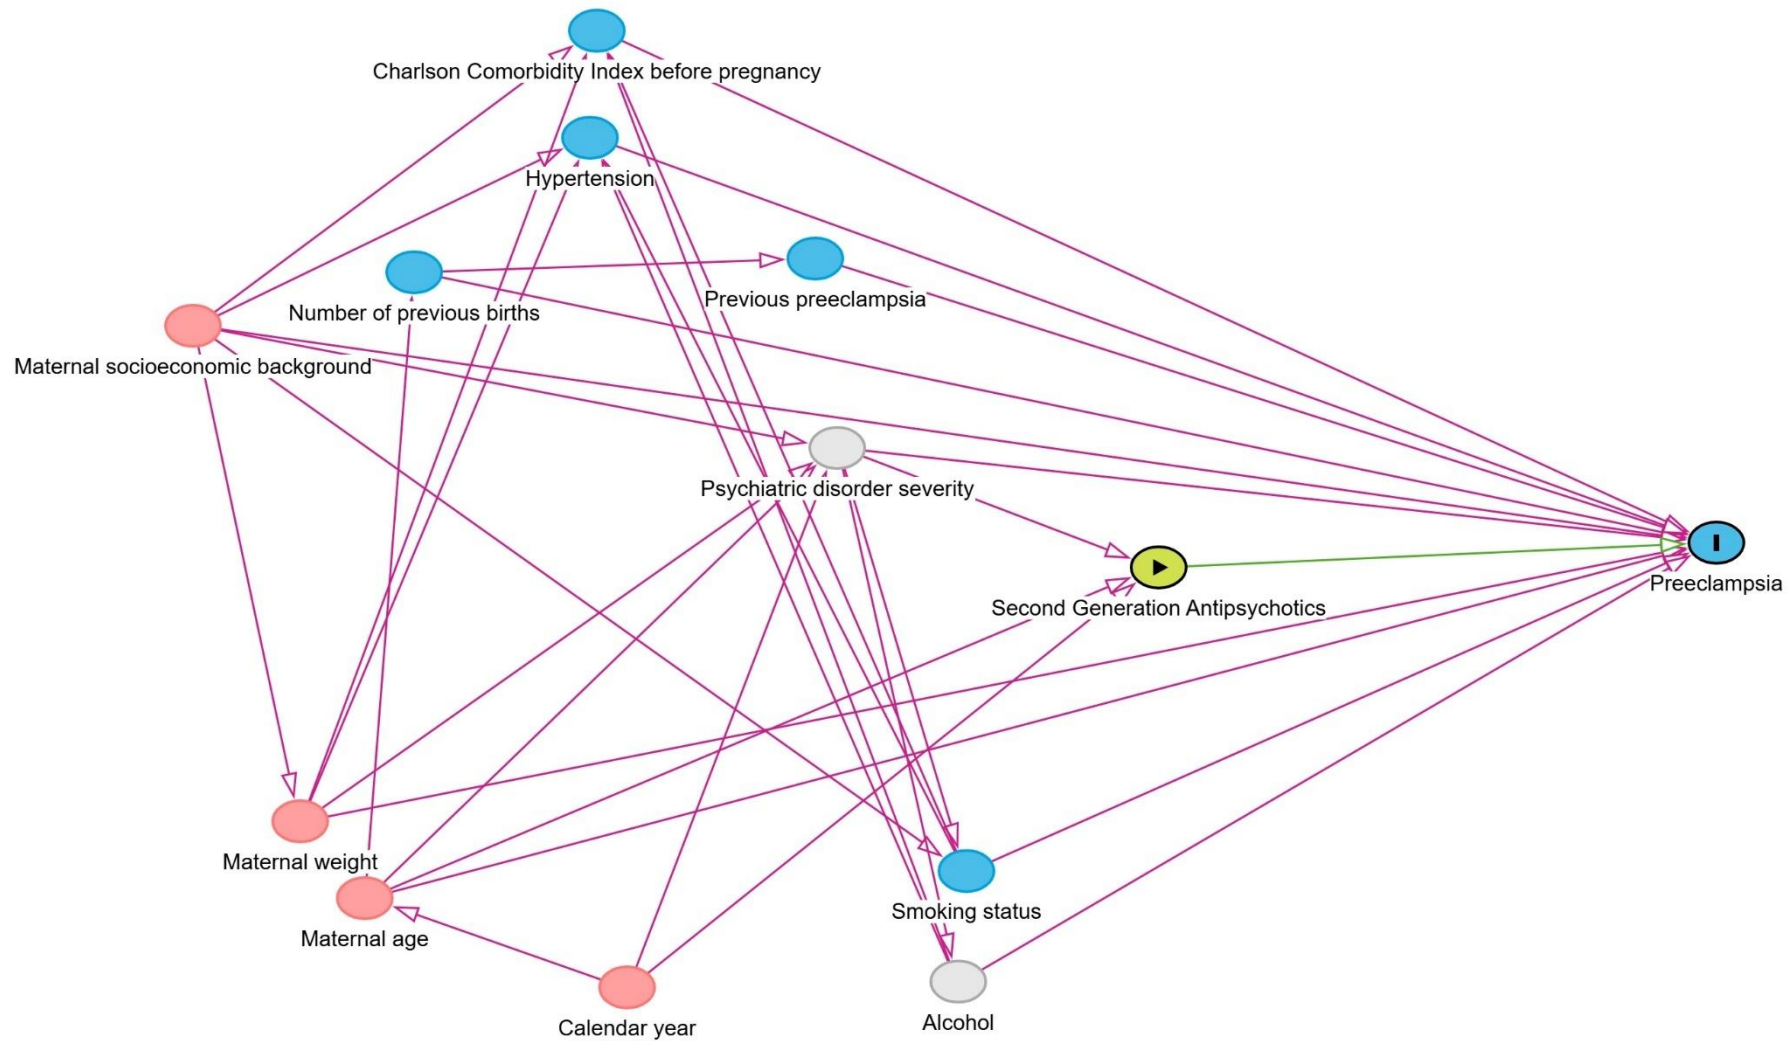 Charlson Comorbidity Index before pregnancy
Hypertension
Previous preeclampsia
Number of previous births
Maternal socioeconomic background
Psychiatric disorder severity
Preeclampsia
Second Generation Antipsychotics
Maternal weight
Smoking status
Maternal age
Alcohol
Calendar year